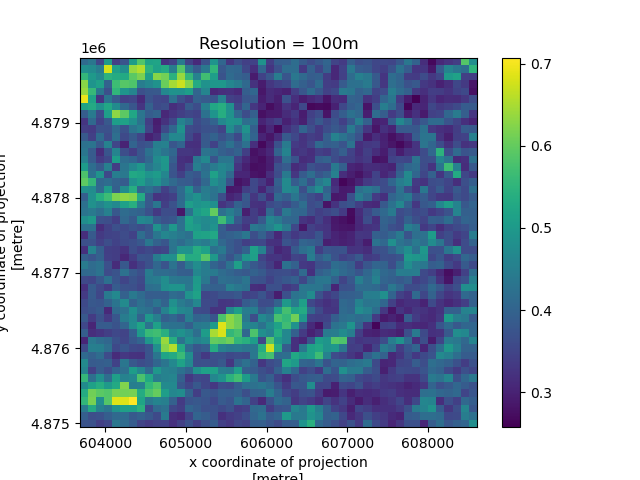 Resolution = 100m
1e6
4.879
4.878
4.877
4.876
4.875
y coordinate of projection
[metre]
604000 605000 606000 607000 608000
x coordinate of projection
[metre]
0.7
0.6
0.5
0.4
0.3